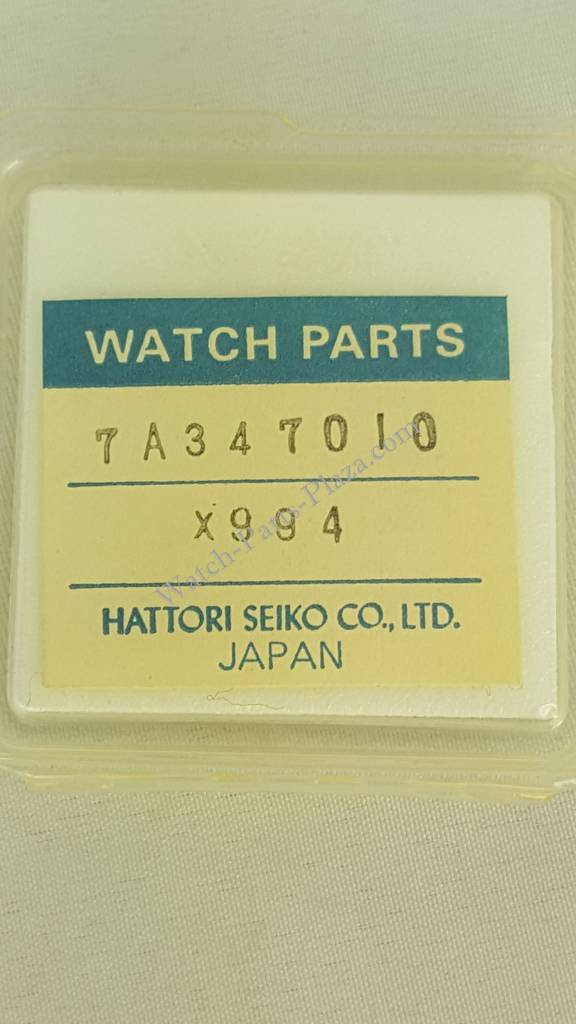 WATCH PARTS
7A347010
X994
Watch-Parts-Plaza.com
HATTORI SEIKO CO., LTD.
JAPAN